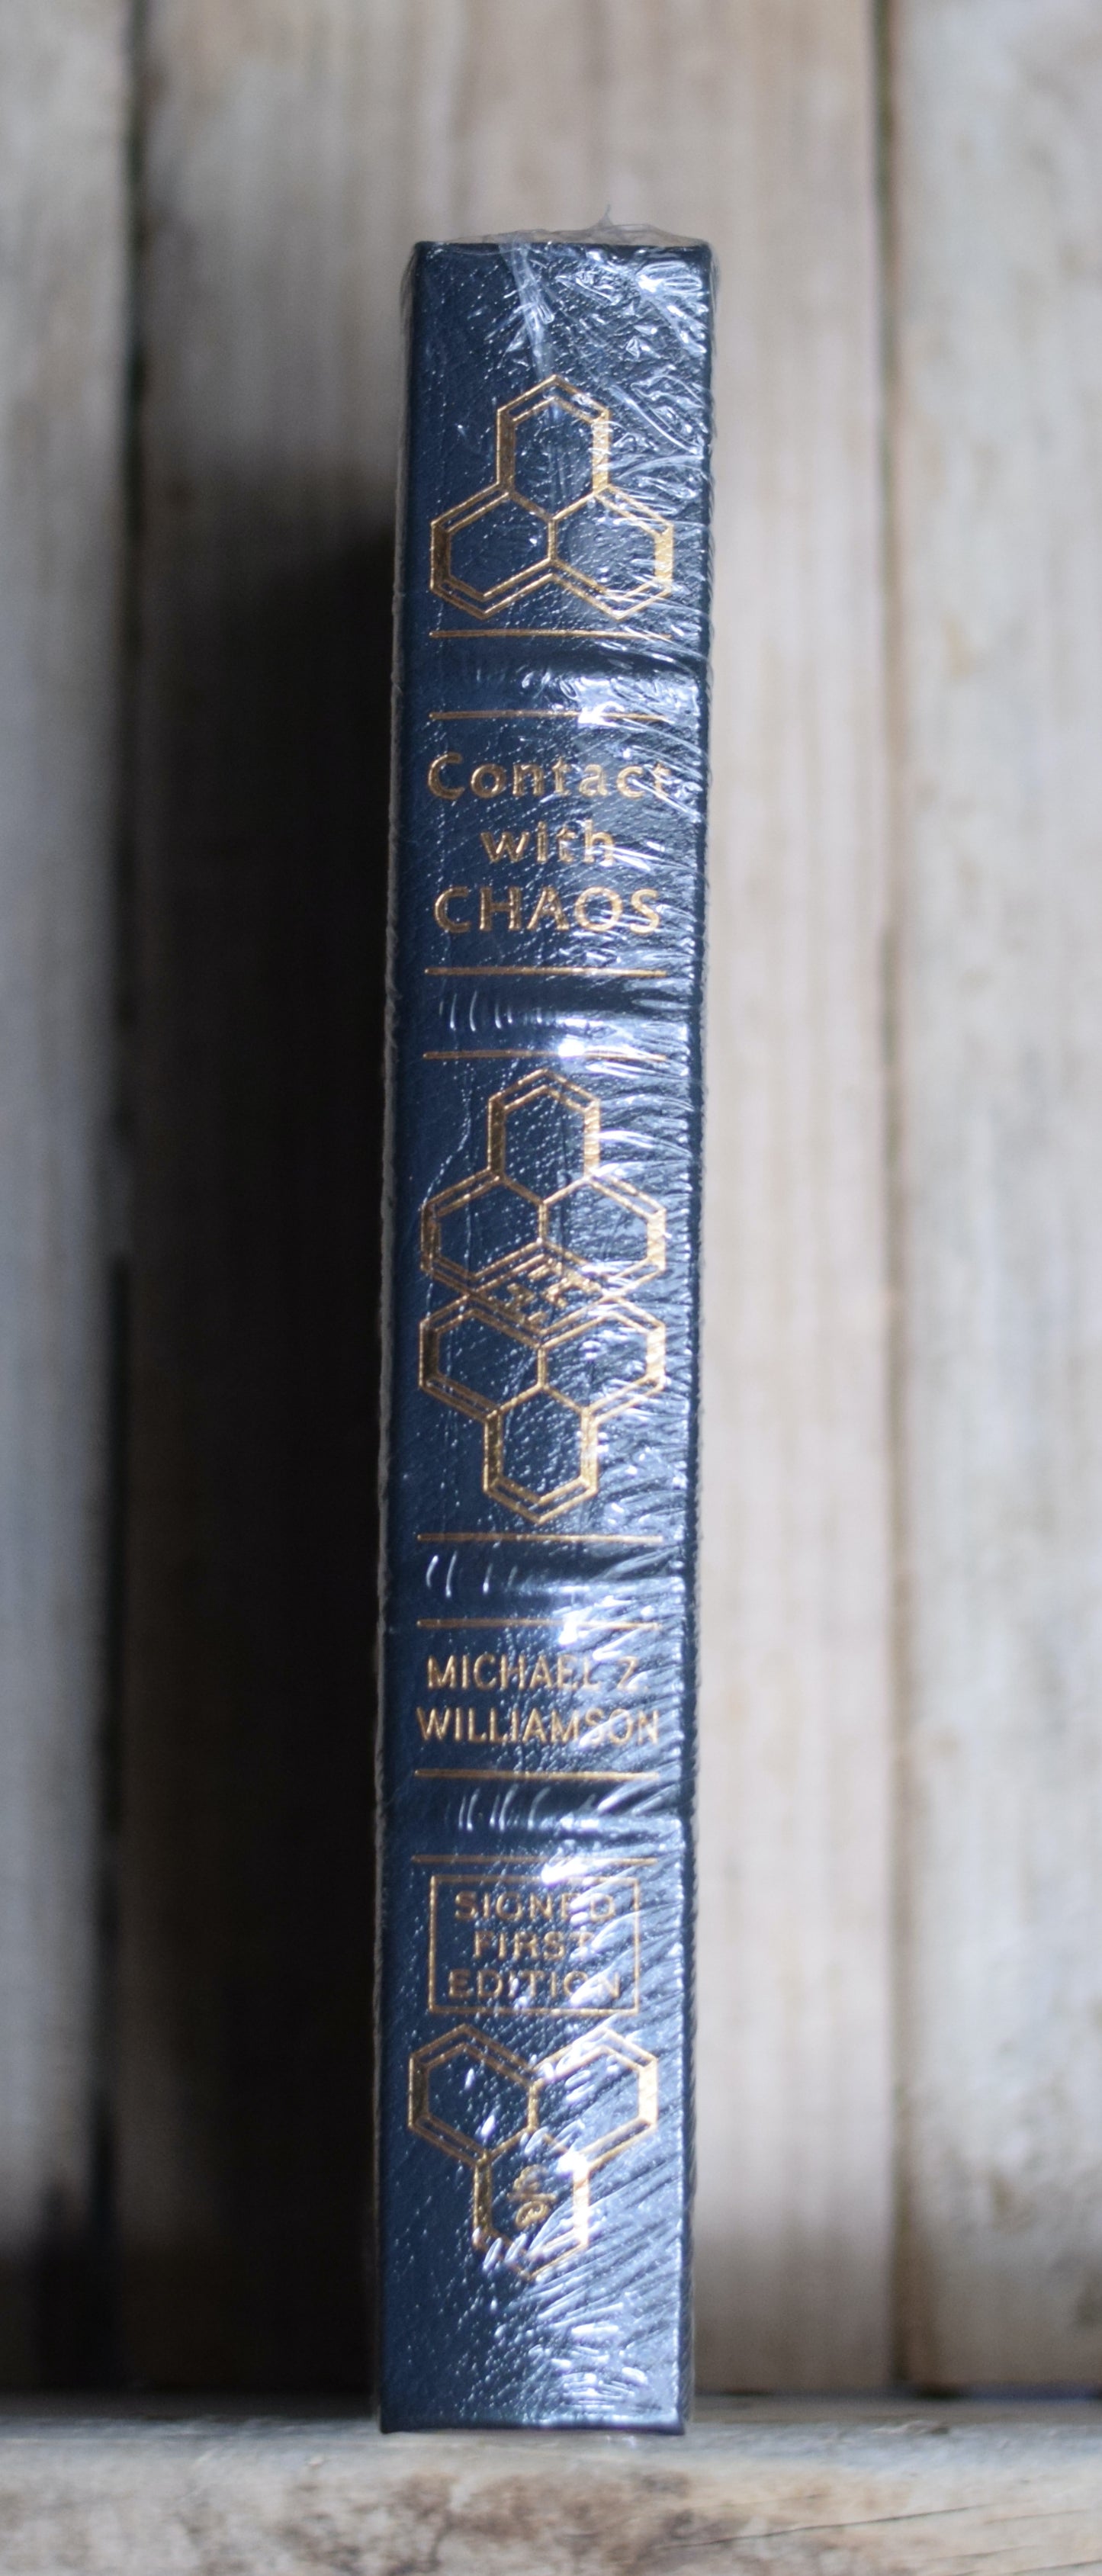 Contact
with
CHAOS
MICHAEL Z.
WILLIAMSON
SIGNED
FIRST
EDITION